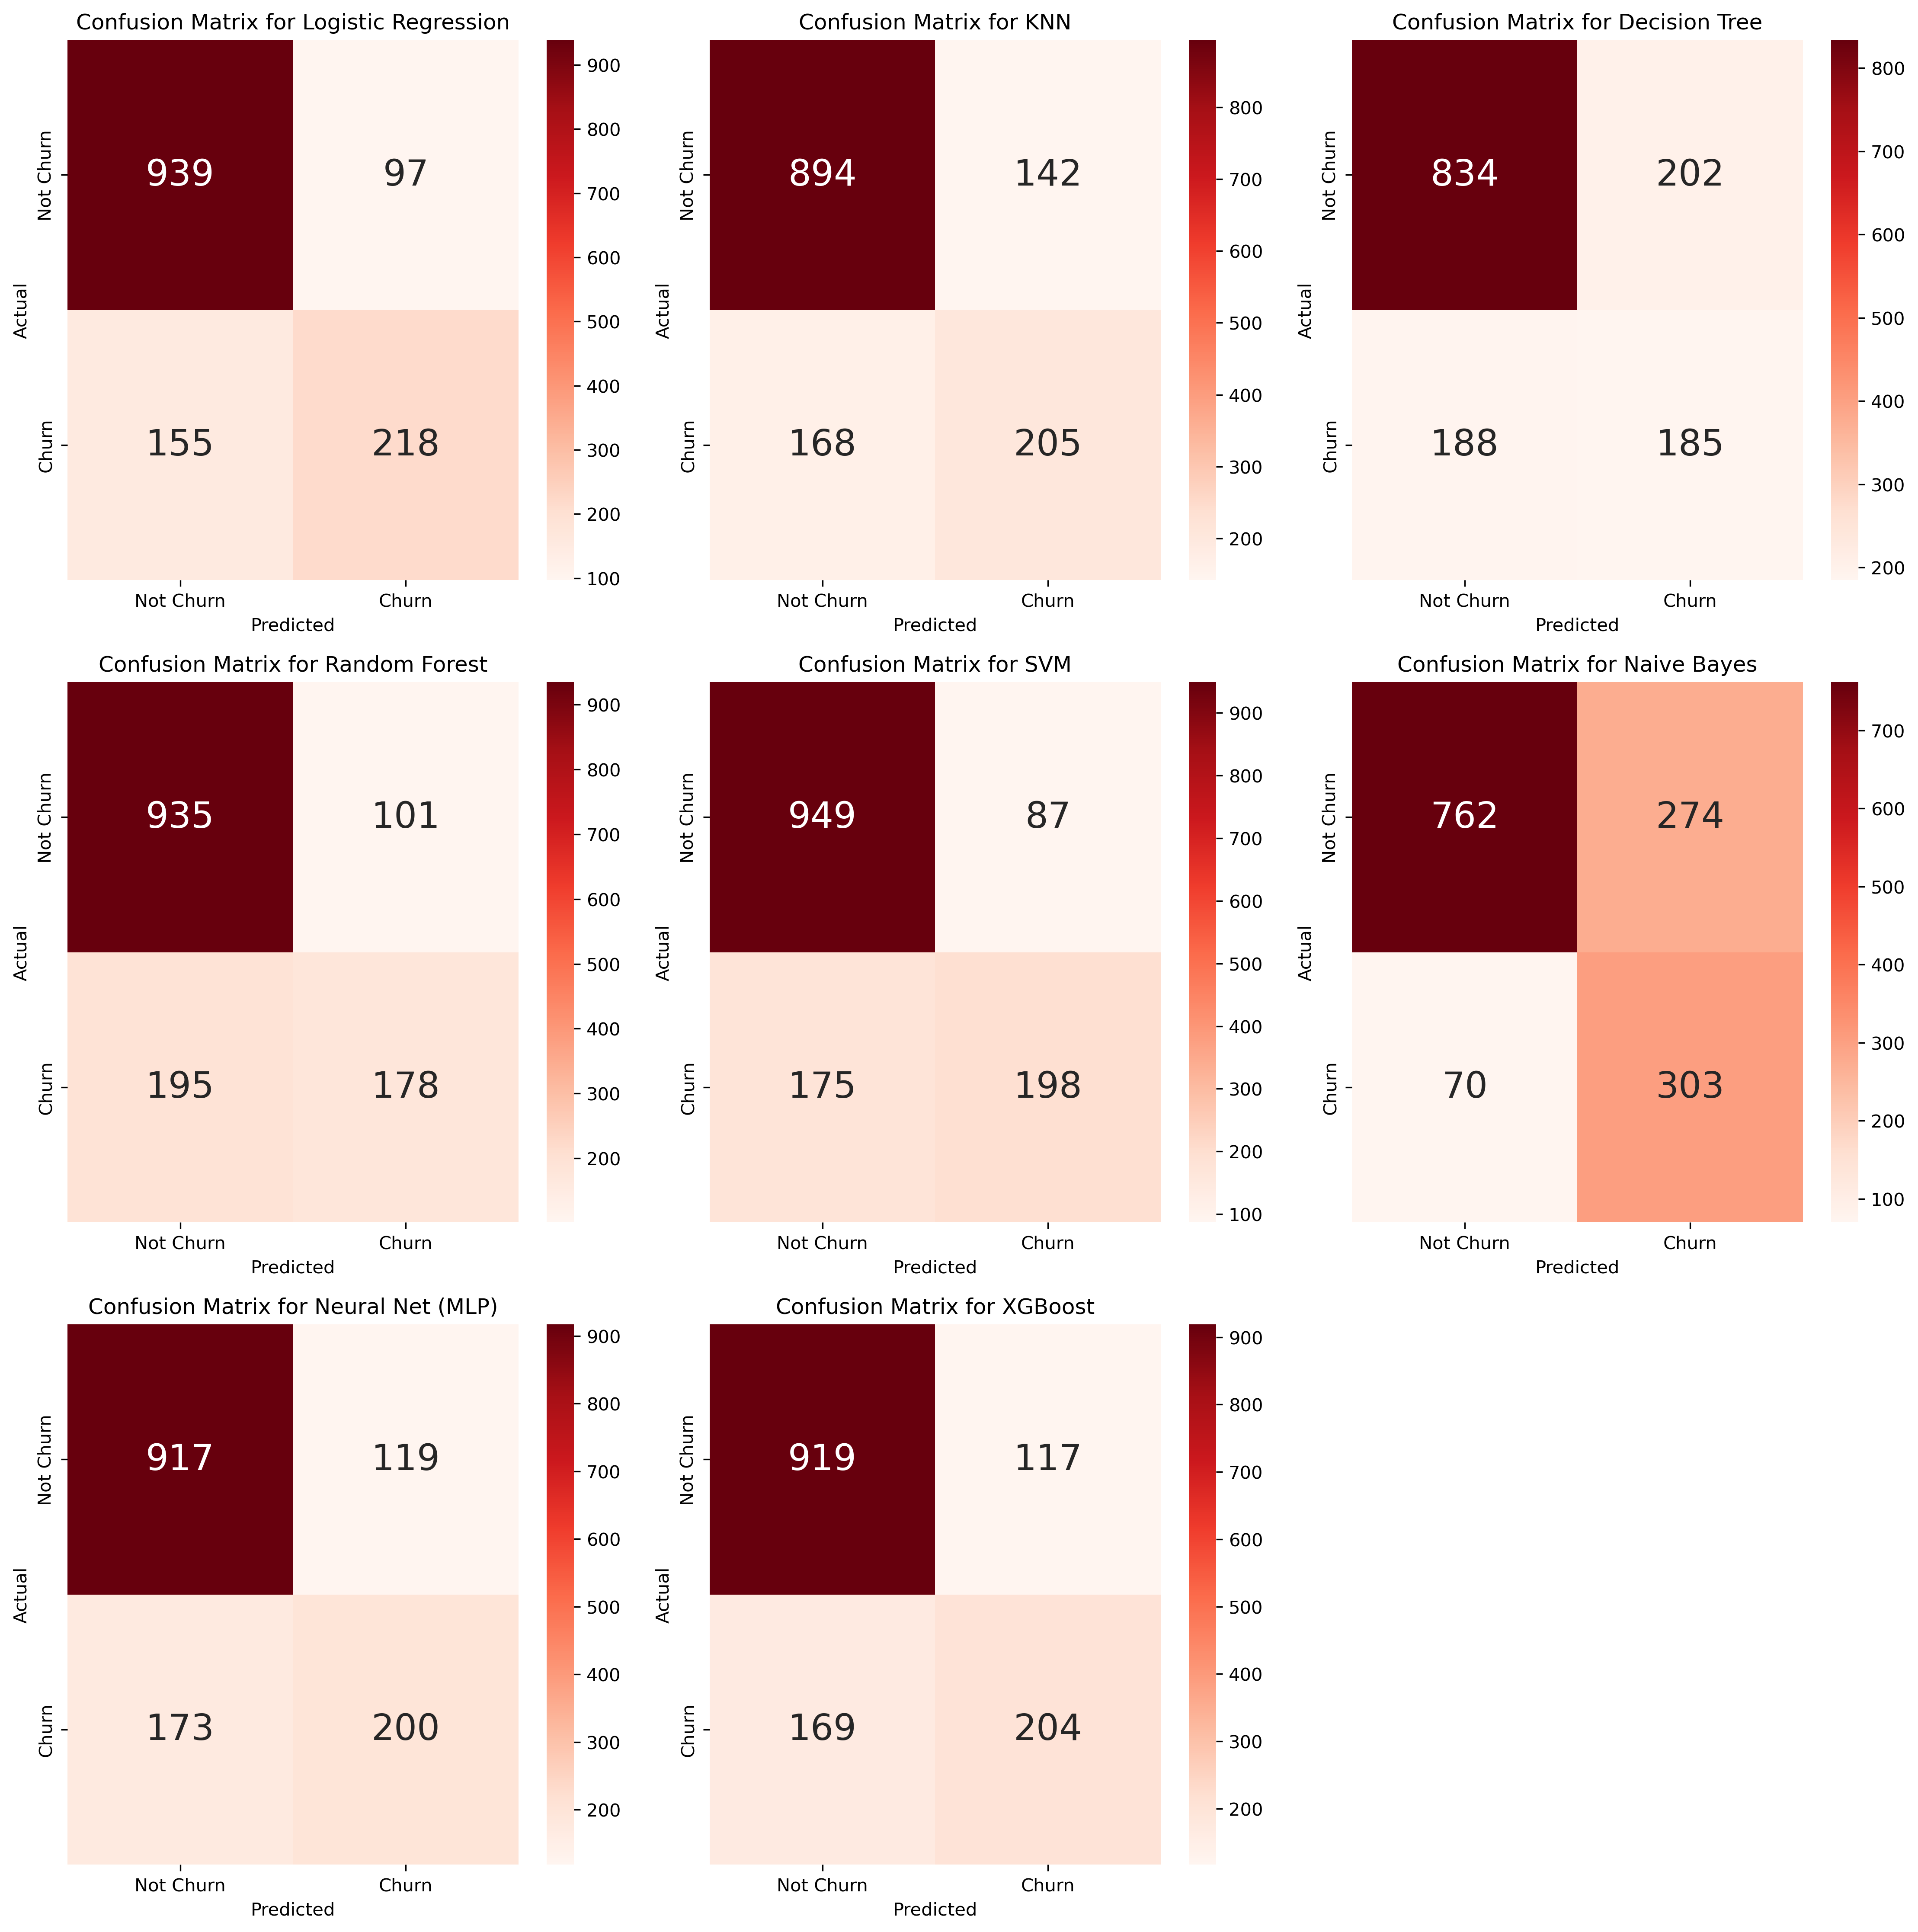 Confusion Matrix for Logistic Regression
Not Churn
Churn
Actual
939
97
155
218
Not Churn
Churn
Predicted
900
800
700
600
500
400
300
200
100
Confusion Matrix for KNN
Not Churn
Churn
Actual
894
142
168
205
Not Churn
Churn
Predicted
800
700
600
500
400
300
200
Confusion Matrix for Decision Tree
Not Churn
Churn
Actual
834
202
188
185
Not Churn
Churn
Predicted
800
700
600
500
400
300
200
Confusion Matrix for Random Forest
Not Churn
Churn
Actual
935
101
195
178
Not Churn
Churn
Predicted
900
800
700
600
500
400
300
200
Confusion Matrix for SVM
Not Churn
Churn
Actual
949
87
175
198
Not Churn
Churn
Predicted
900
800
700
600
500
400
300
200
100
Confusion Matrix for Naive Bayes
Not Churn
Churn
Actual
762
274
70
303
Not Churn
Churn
Predicted
700
600
500
400
300
200
100
Confusion Matrix for Neural Net (MLP)
Not Churn
Churn
Actual
917
119
173
200
Not Churn
Churn
Predicted
900
800
700
600
500
400
300
200
Confusion Matrix for XGBoost
Not Churn
Churn
Actual
919
117
169
204
Not Churn
Churn
Predicted
900
800
700
600
500
400
300
200